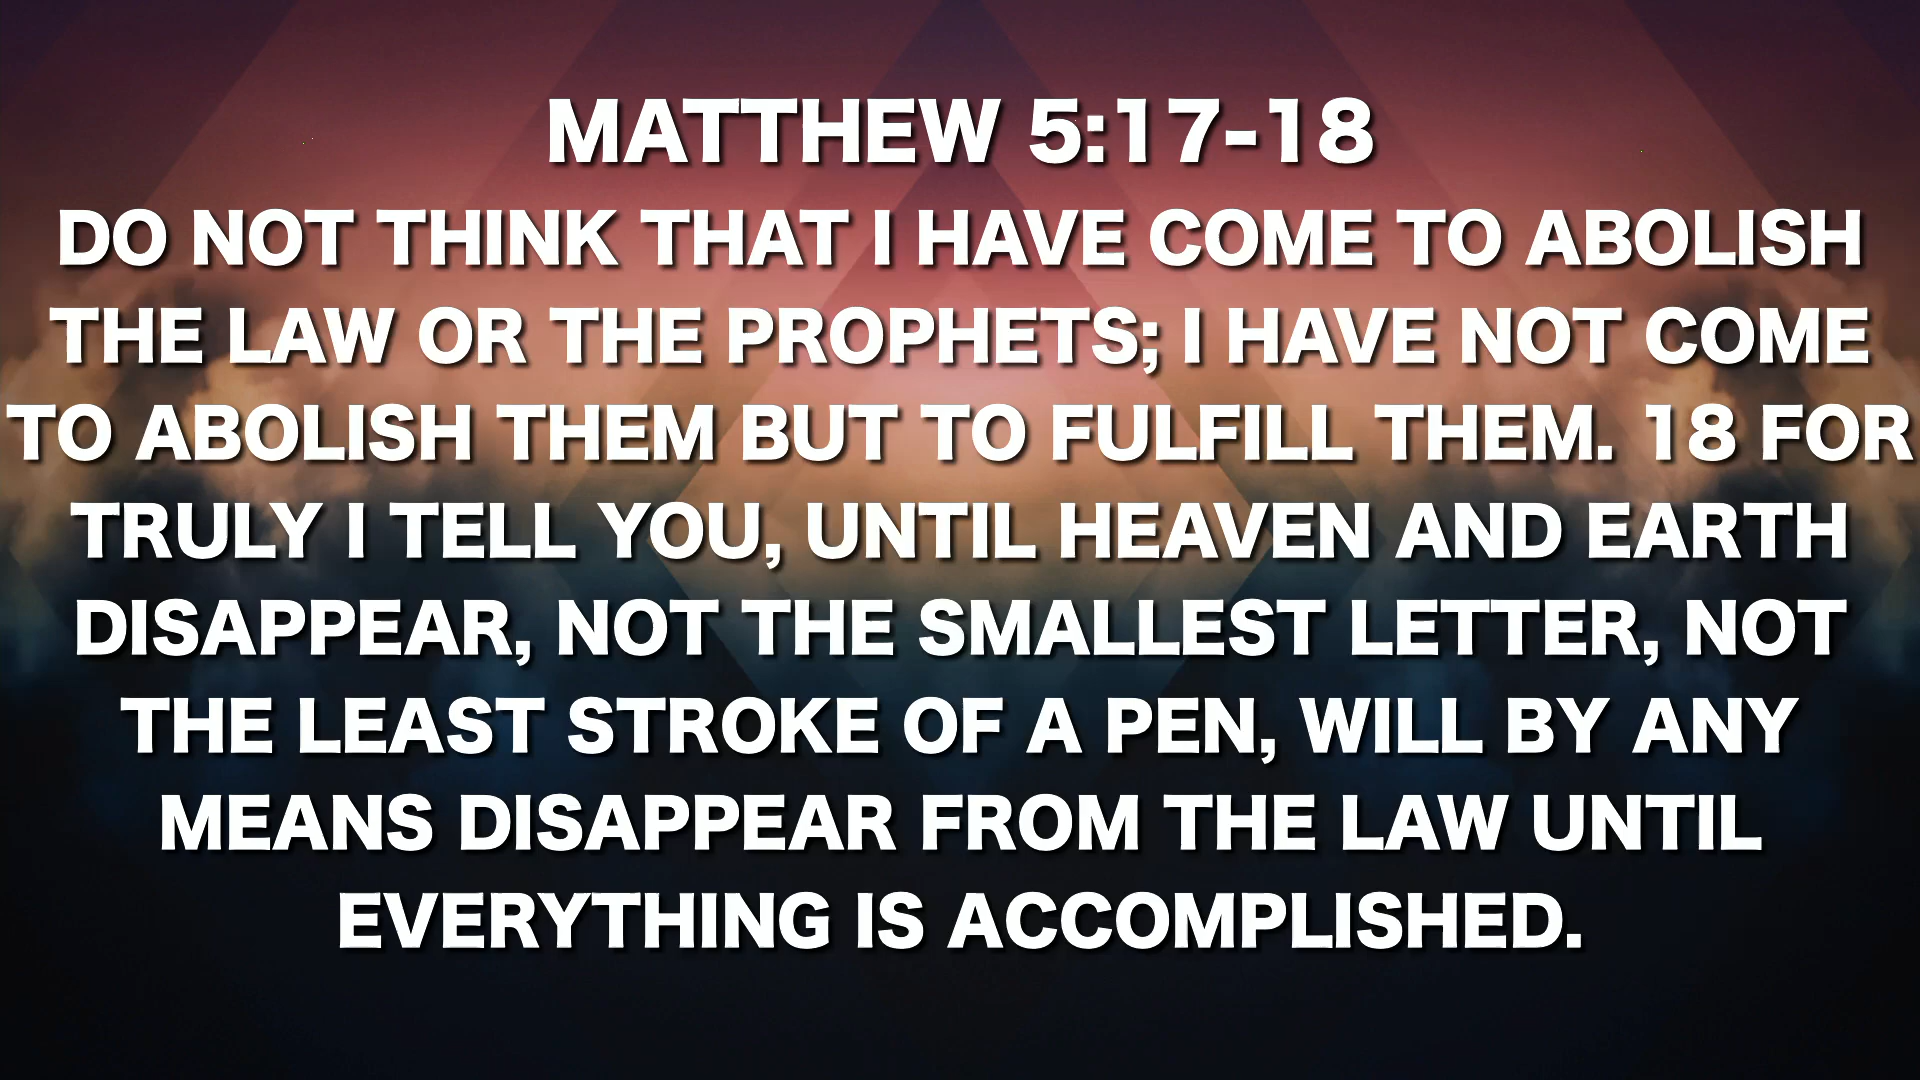 MATTHEW 5:17-18
DO NOT THINK THAT I HAVE COME TO ABOLISH
THE LAW OR THE PROPHETS; I HAVE NOT COME
TO ABOLISH THEM BUT TO FULFILL THEM. 18 FOR
TRULY I TELL YOU, UNTIL HEAVEN AND EARTH
DISAPPEAR, NOT THE SMALLEST LETTER, NOT
THE LEAST STROKE OF A PEN, WILL BY ANY
MEANS DISAPPEAR FROM THE LAW UNTIL
EVERYTHING IS ACCOMPLISHED.